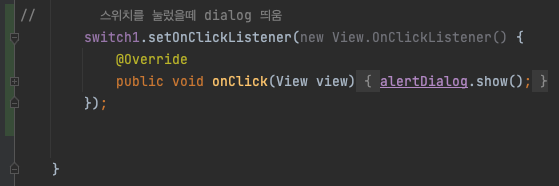 //        스위치를 눌렀을떼 dialog 띄움
switch1.setOnClickListener(new View.OnClickListener() {
    @Override
    public void onClick(View view) { alertDialog.show(); }
});
}